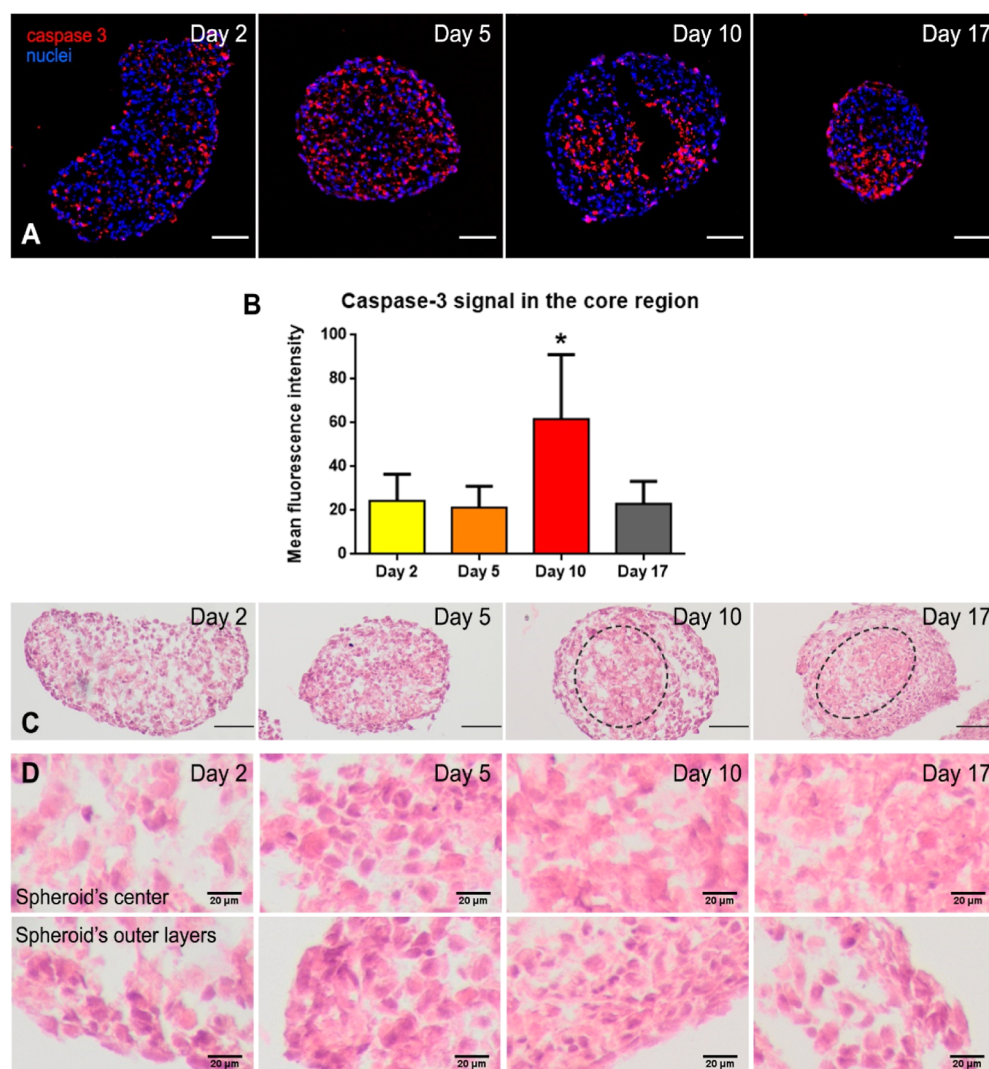 caspase 3
nuclei
Day 2
Day 5
Day 10
Day 17
A
B
Caspase-3 signal in the core region
Mean fluorescence intensity
100
80
60
40
20
0
*
Day 2
Day 5
Day 10
Day 17
Day 2
Day 5
Day 10
Day 17
C
D
Day 2
Day 5
Day 10
Day 17
Spheroid's center
20 µm
20 µm
20 µm
20 µm
Spheroid's outer layers
20 µm
20 µm
20 µm
20 µm